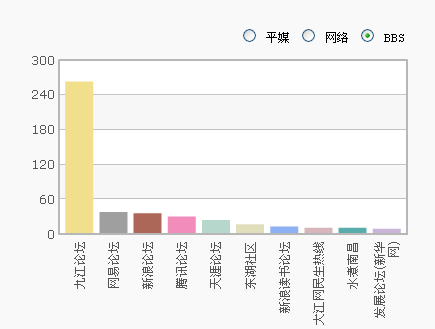 平媒 网络 BBS
300
240
180
120
60
0
九江论坛
网易论坛
新浪论坛
腾讯论坛
天涯论坛
东湖社区
新浪读书论坛
大江网民生热线
水煮南昌
发展论坛(新华
网)